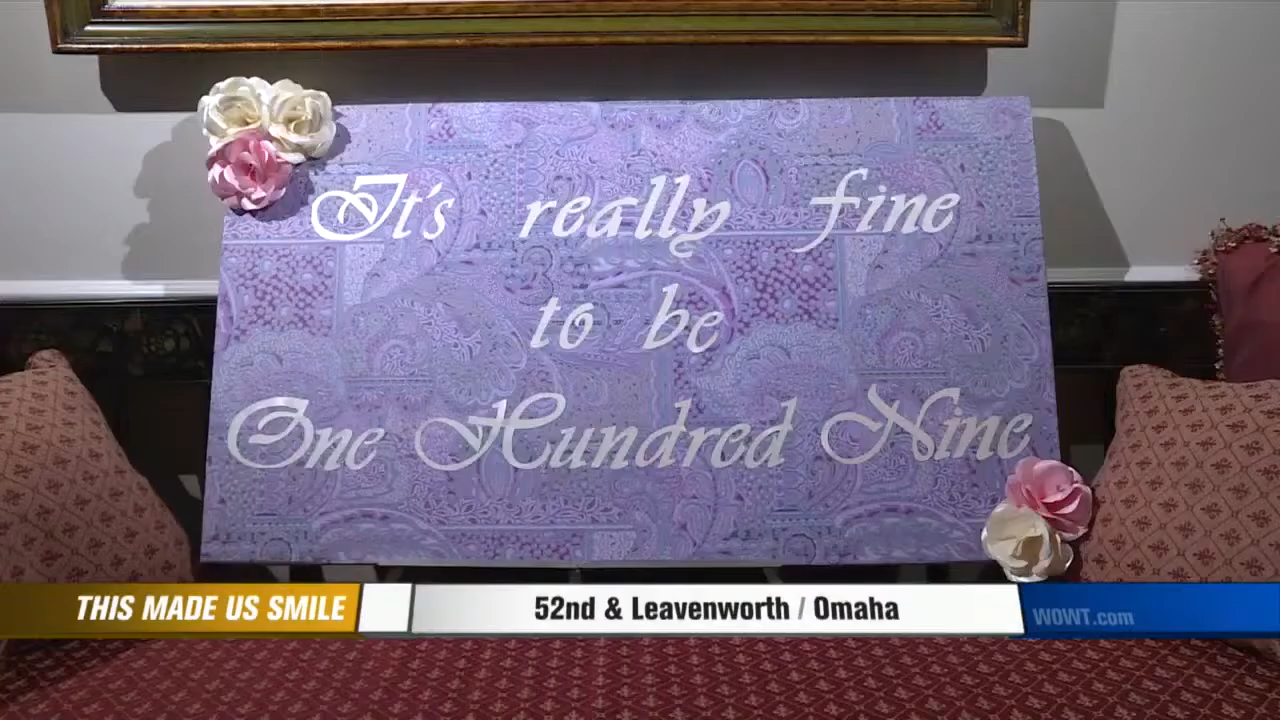 It's really fine
to be
One Hundred Nine
THIS MADE US SMILE
52nd & Leavenworth / Omaha
WOWT.com